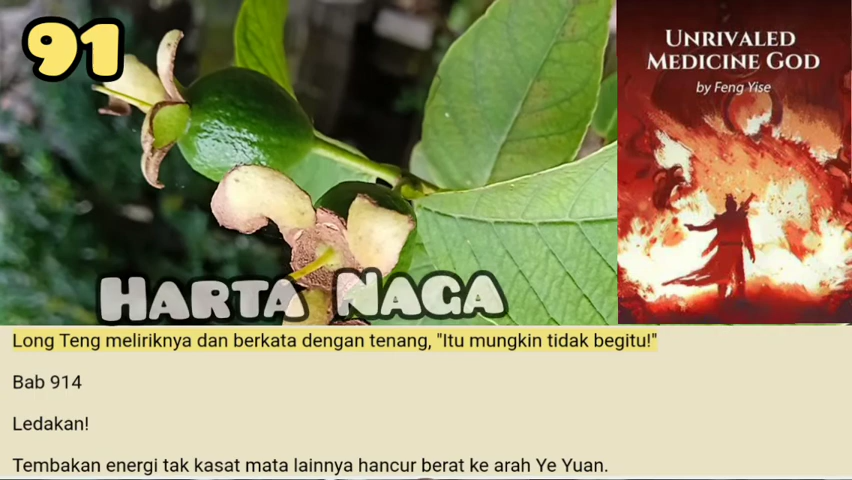 91
UNRIVALED
MEDICINE GOD
by Feng Yise
HARTA NAGA
Long Teng meliriknya dan berkata dengan tenang, "Itu mungkin tidak begitu!"
Bab 914
Ledakan!
Tembakan energi tak kasat mata lainnya hancur berat ke arah Ye Yuan.